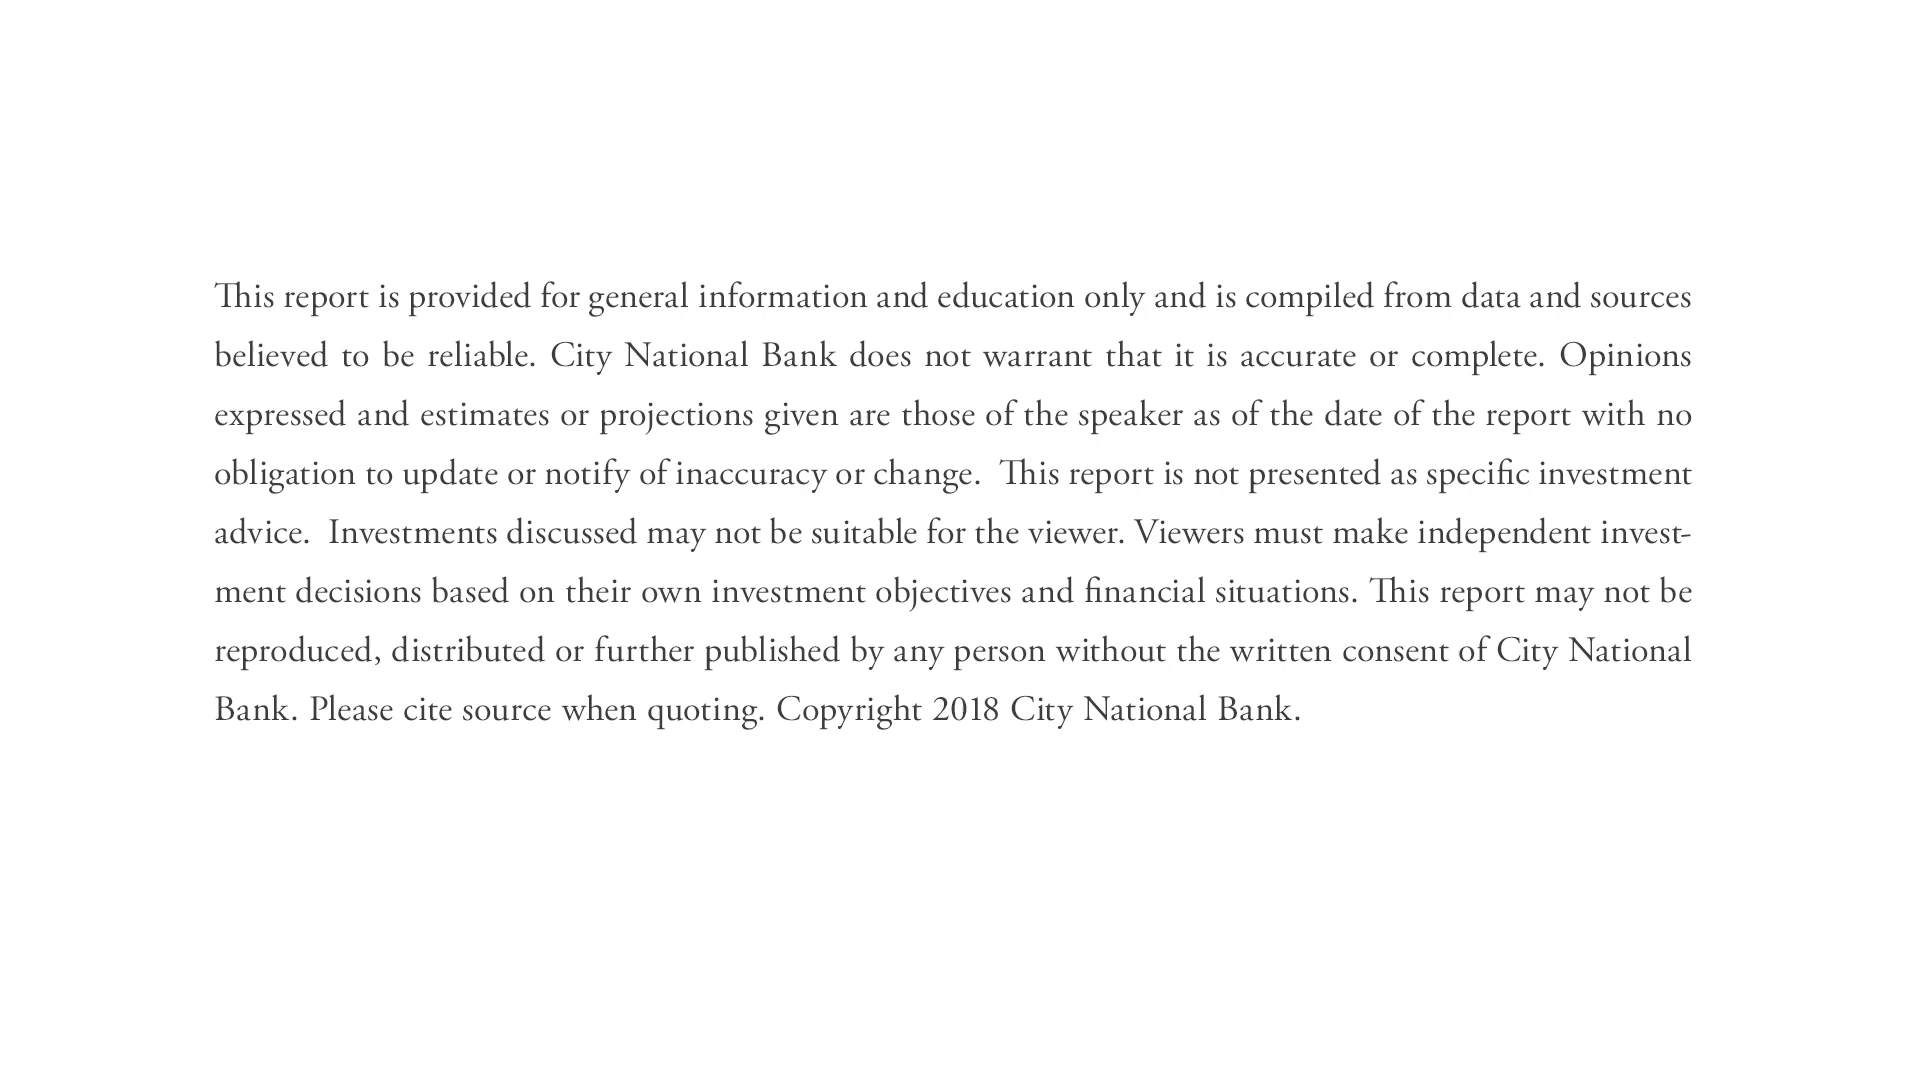 This report is provided for general information and education only and is compiled from data and sources
believed to be reliable. City National Bank does not warrant that it is accurate or complete. Opinions
expressed and estimates or projections given are those of the speaker as of the date of the report with no
obligation to update or notify of inaccuracy or change.  This report is not presented as specific investment
advice.  Investments discussed may not be suitable for the viewer. Viewers must make independent invest-
ment decisions based on their own investment objectives and financial situations. This report may not be
reproduced, distributed or further published by any person without the written consent of City National
Bank. Please cite source when quoting. Copyright 2018 City National Bank.